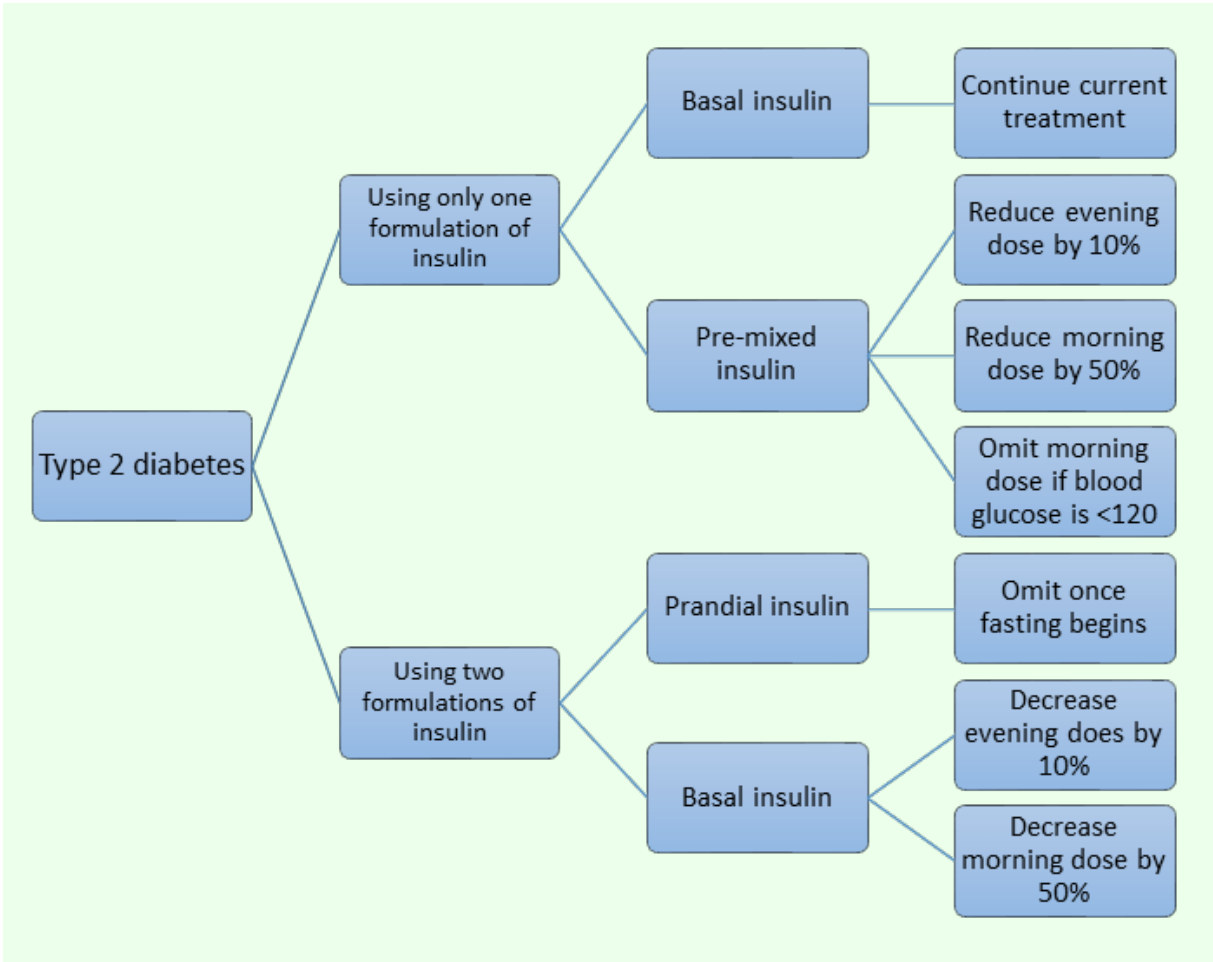 Type 2 diabetes
Using only one
formulation of
insulin
Basal insulin
Continue current
treatment
Pre-mixed
insulin
Reduce evening
dose by 10%
Reduce morning
dose by 50%
Omit morning
dose if blood
glucose is <120
Using two
formulations of
insulin
Prandial insulin
Omit once
fasting begins
Basal insulin
Decrease
evening does by
10%
Decrease
morning dose by
50%